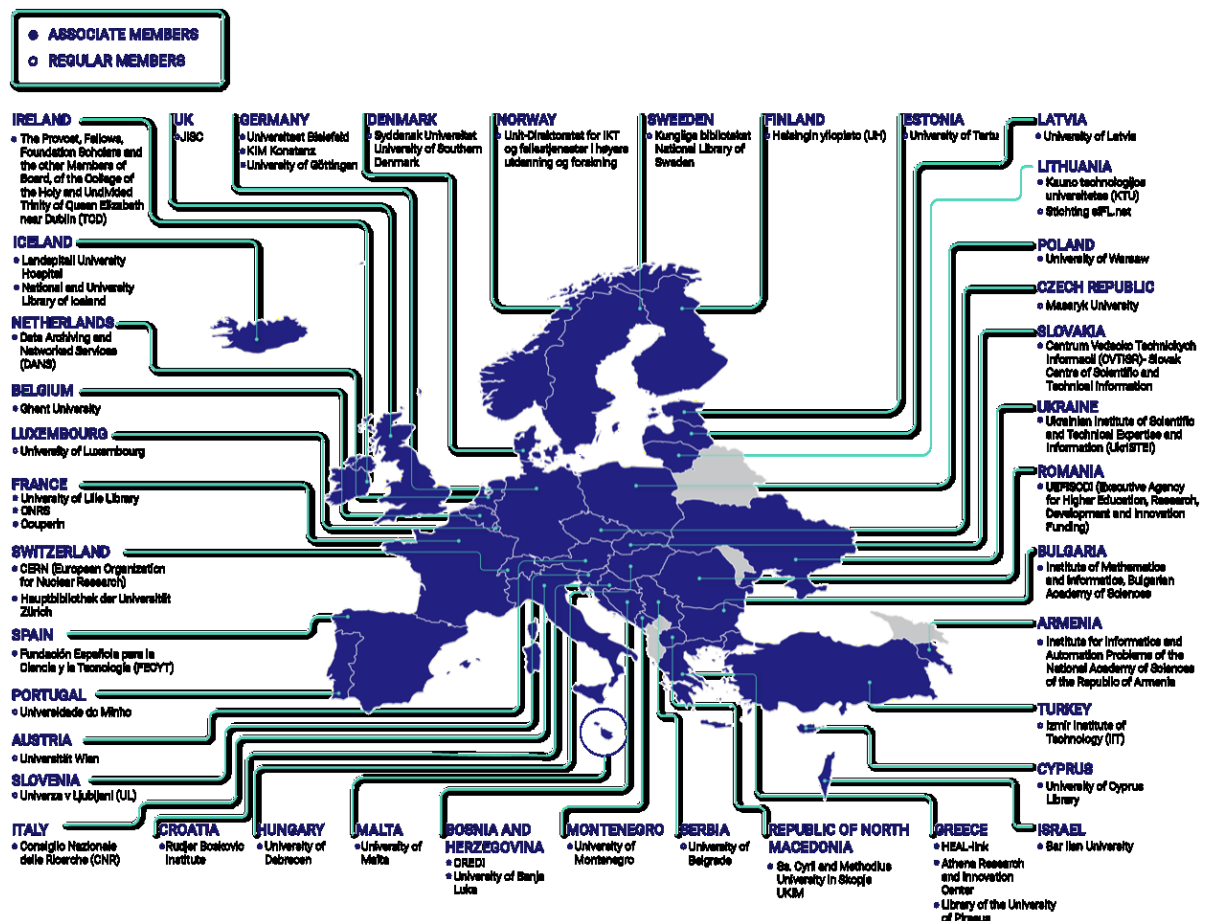 ASSOCIATE MEMBERS
REGULAR MEMBERS
IRELAND
The Provost, Fellows,
Foundation Scholars and
the other Members of
Board, of the College of
the Holy and Undivided
Trinity of Queen Elizabeth
near Dublin (TCD)
UK
JISC
GERMANY
Universitaet Bielefeld
KIM Konstanz
University of Göttingen
DENMARK
Syddansk Universitet
University of Southern
Denmark
NORWAY
Unit-Direktoratet for IKT
og fellestjenester i høyere
utdanning og forskning
SWEDEN
Kungliga biblioteket
National Library of
Sweden
FINLAND
Helsingin yliopisto (UH)
ESTONIA
University of Tartu
LATVIA
University of Latvia
LITHUANIA
Kauno technologijos
universitetas (KTU)
Stichting eIFL.net
ICELAND
Landspitali University
Hospital
National and University
Library of Iceland
POLAND
University of Warsaw
CZECH REPUBLIC
Masaryk University
NETHERLANDS
Data Archiving and
Networked Services
(DANS)
SLOVAKIA
Centrum Vedecko Technickych
Informacii (CVTISR)- Slovak
Centre of Scientific and
Technical Information
BELGIUM
Ghent University
UKRAINE
Ukrainian Institute of Scientific
and Technical Expertise and
Information (UkrISTEI)
LUXEMBOURG
University of Luxembourg
ROMANIA
UEFISCDI (Executive Agency
for Higher Education, Research,
Development and Innovation
Funding)
FRANCE
University of Lille Library
CNRS
Couperin
SWITZERLAND
CERN (European Organization
for Nuclear Research)
Hauptbibliothek der Universität
Zürich
BULGARIA
Institute of Mathematics
and Informatics, Bulgarian
Academy of Sciences
SPAIN
Fundación Española para la
Ciencia y la Tecnología (FECYT)
ARMENIA
Institute for Informatics and
Automation Problems of the
National Academy of Sciences
of the Republic of Armenia
PORTUGAL
Universidade do Minho
TURKEY
Izmir Institute of
Technology (IIT)
AUSTRIA
Universität Wien
CYPRUS
University of Cyprus
Library
SLOVENIA
Univerza v Ljubljani (UL)
ITALY
Consiglio Nazionale
delle Ricerche (CNR)
CROATIA
Rudjer Boskovic
Institute
HUNGARY
University of
Debrecen
MALTA
University of
Malta
BOSNIA AND
HERZEGOVINA
CREDI
University of Banja
Luka
MONTENEGRO
University of
Montenegro
SERBIA
University of
Belgrade
REPUBLIC OF NORTH
MACEDONIA
Ss. Cyril and Methodius
University in Skopje
UKIM
GREECE
HEAL-link
Athena Research
and Innovation
Center
Library of the University
of Piraeus
ISRAEL
Bar Ilan University